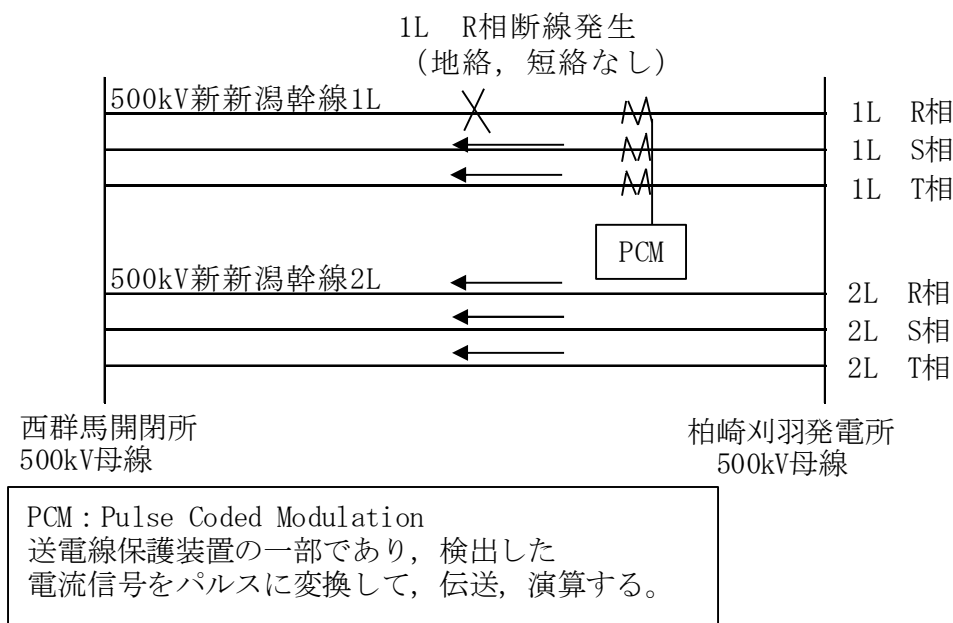 1L R相断線発生
（地絡，短絡なし）
500kV新新潟幹線1L
1L R相
1L S相
1L T相
PCM
500kV新新潟幹線2L
2L R相
2L S相
2L T相
西群馬開閉所
500kV母線
柏崎刈羽発電所
500kV母線
PCM：Pulse Coded Modulation
送電線保護装置の一部であり，検出した
電流信号をパルスに変換して，伝送，演算する。